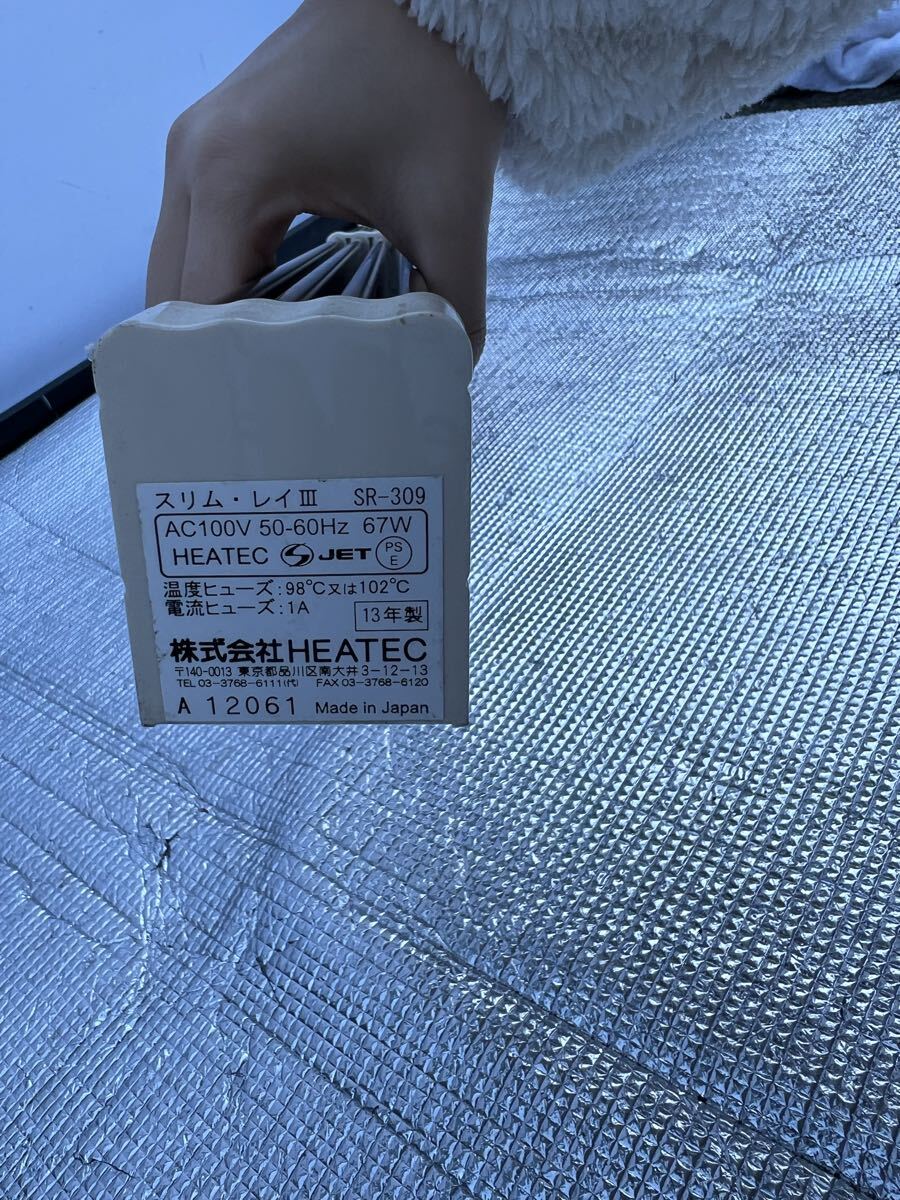 スリム・レイⅢ SR-309
AC100V 50-60Hz 67W
HEATEC S JET PS E
温度ヒューズ:98℃又は102℃
電流ヒューズ:1A 13年製
株式会社HEATEC
〒140-0013 東京都品川区南大井3-12-13
TEL 03-3768-6111(代) FAX 03-3768-6120
A 12061 Made in Japan